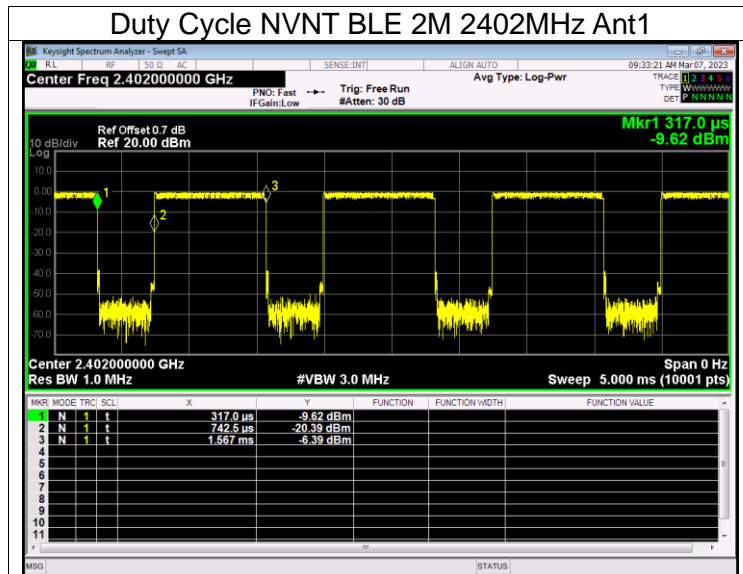 Duty Cycle NVNT BLE 2M 2402MHz Ant1
Keysight Spectrum Analyzer - Swept SA
RL RF 50 Ω AC SENSE:INT ALIGN AUTO 09:33:21 AM Mar 07, 2023
Center Freq 2.402000000 GHz Avg Type: Log-Pwr TRACE 1 2 3 4 5 6
PNO: Fast Trig: Free Run TYPE WWWWWW
IFGain:Low #Atten: 30 dB DET P N N N N N
Mkr1 317.0 µs
Ref Offset 0.7 dB
10 dB/div Ref 20.00 dBm -9.62 dBm
Log
10.0
0.00
-10.0
-20.0
-30.0
-40.0
-50.0
-60.0
-70.0
1
2
3
Center 2.402000000 GHz Span 0 Hz
Res BW 1.0 MHz #VBW 3.0 MHz Sweep 5.000 ms (10001 pts)
MKR MODE TRC SCL X Y FUNCTION FUNCTION WIDTH FUNCTION VALUE
1 N 1 t 317.0 µs -9.62 dBm
2 N 1 t 742.5 µs -20.39 dBm
3 N 1 t 1.567 ms -6.39 dBm
4
5
6
7
8
9
10
11
MSG STATUS